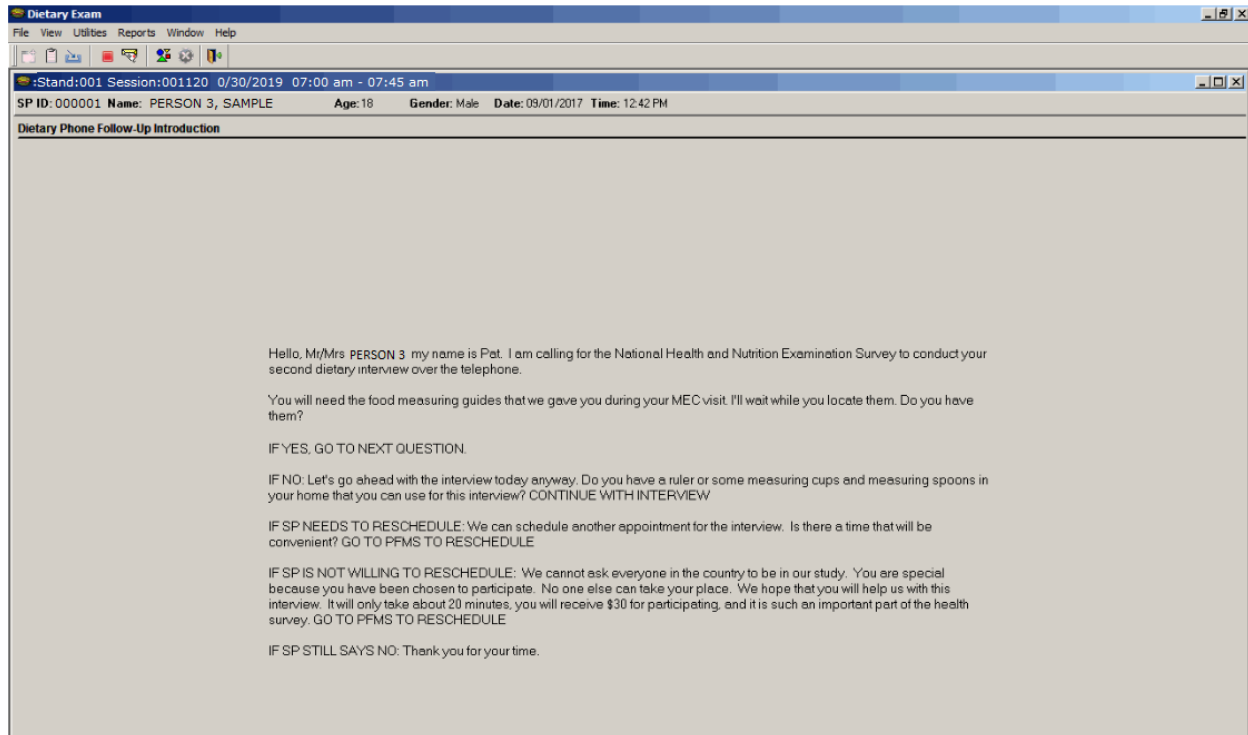 Dietary Exam
File View Utilities Reports Window Help
:Stand:001 Session:001120 0/30/2019 07:00 am - 07:45 am
SP ID: 000001 Name: PERSON 3, SAMPLE Age: 18 Gender: Male Date: 09/01/2017 Time: 12:42 PM
Dietary Phone Follow-Up Introduction
Hello, Mr/Mrs PERSON 3 my name is Pat. I am calling for the National Health and Nutrition Examination Survey to conduct your
second dietary interview over the telephone.
You will need the food measuring guides that we gave you during your MEC visit. I'll wait while you locate them. Do you have
them?
IF YES, GO TO NEXT QUESTION.
IF NO: Let's go ahead with the interview today anyway. Do you have a ruler or some measuring cups and measuring spoons in
your home that you can use for this interview? CONTINUE WITH INTERVIEW
IF SP NEEDS TO RESCHEDULE: We can schedule another appointment for the interview. Is there a time that will be
convenient? GO TO PFMS TO RESCHEDULE
IF SP IS NOT WILLING TO RESCHEDULE: We cannot ask everyone in the country to be in our study. You are special
because you have been chosen to participate. No one else can take your place. We hope that you will help us with this
interview. It will only take about 20 minutes, you will receive $30 for participating, and it is such an important part of the health
survey. GO TO PFMS TO RESCHEDULE
IF SP STILL SAYS NO: Thank you for your time.